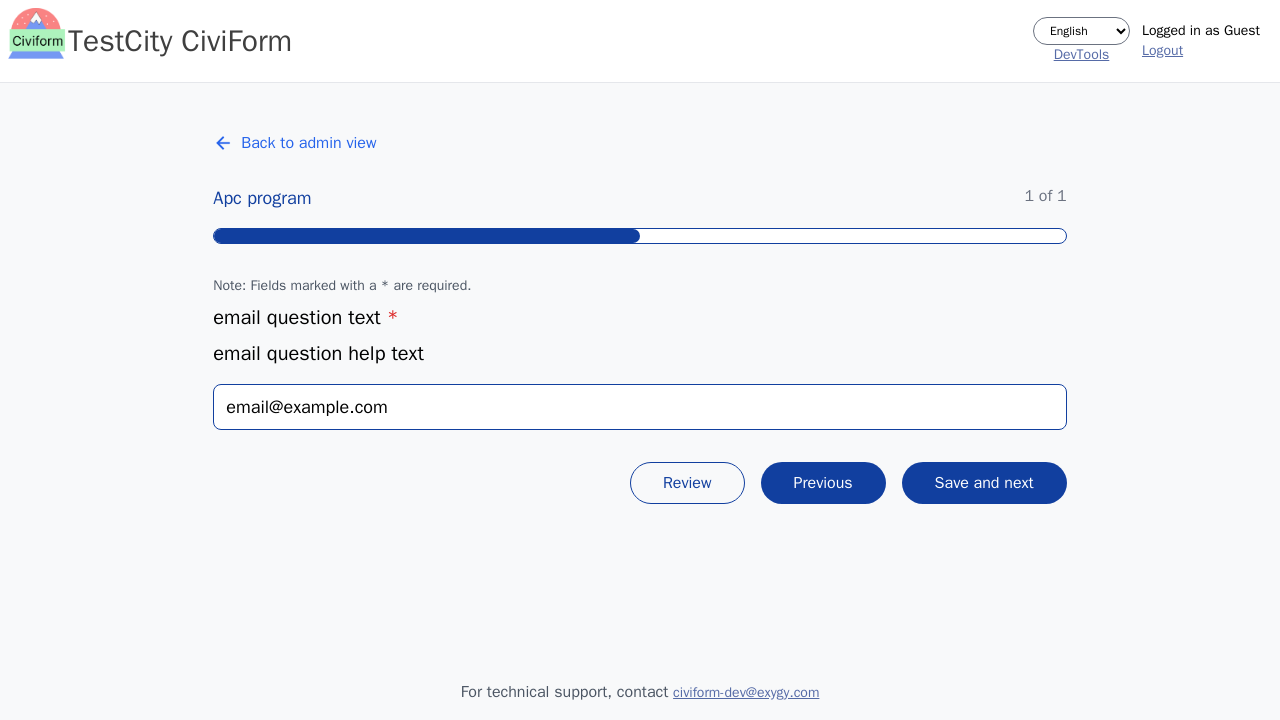 Civiform
TestCity CiviForm
English
DevTools
Logged in as Guest
Logout
Back to admin view
Apc program
1 of 1
Note: Fields marked with a * are required.
email question text *
email question help text
email@example.com
Review
Previous
Save and next
For technical support, contact civiform-dev@exygy.com